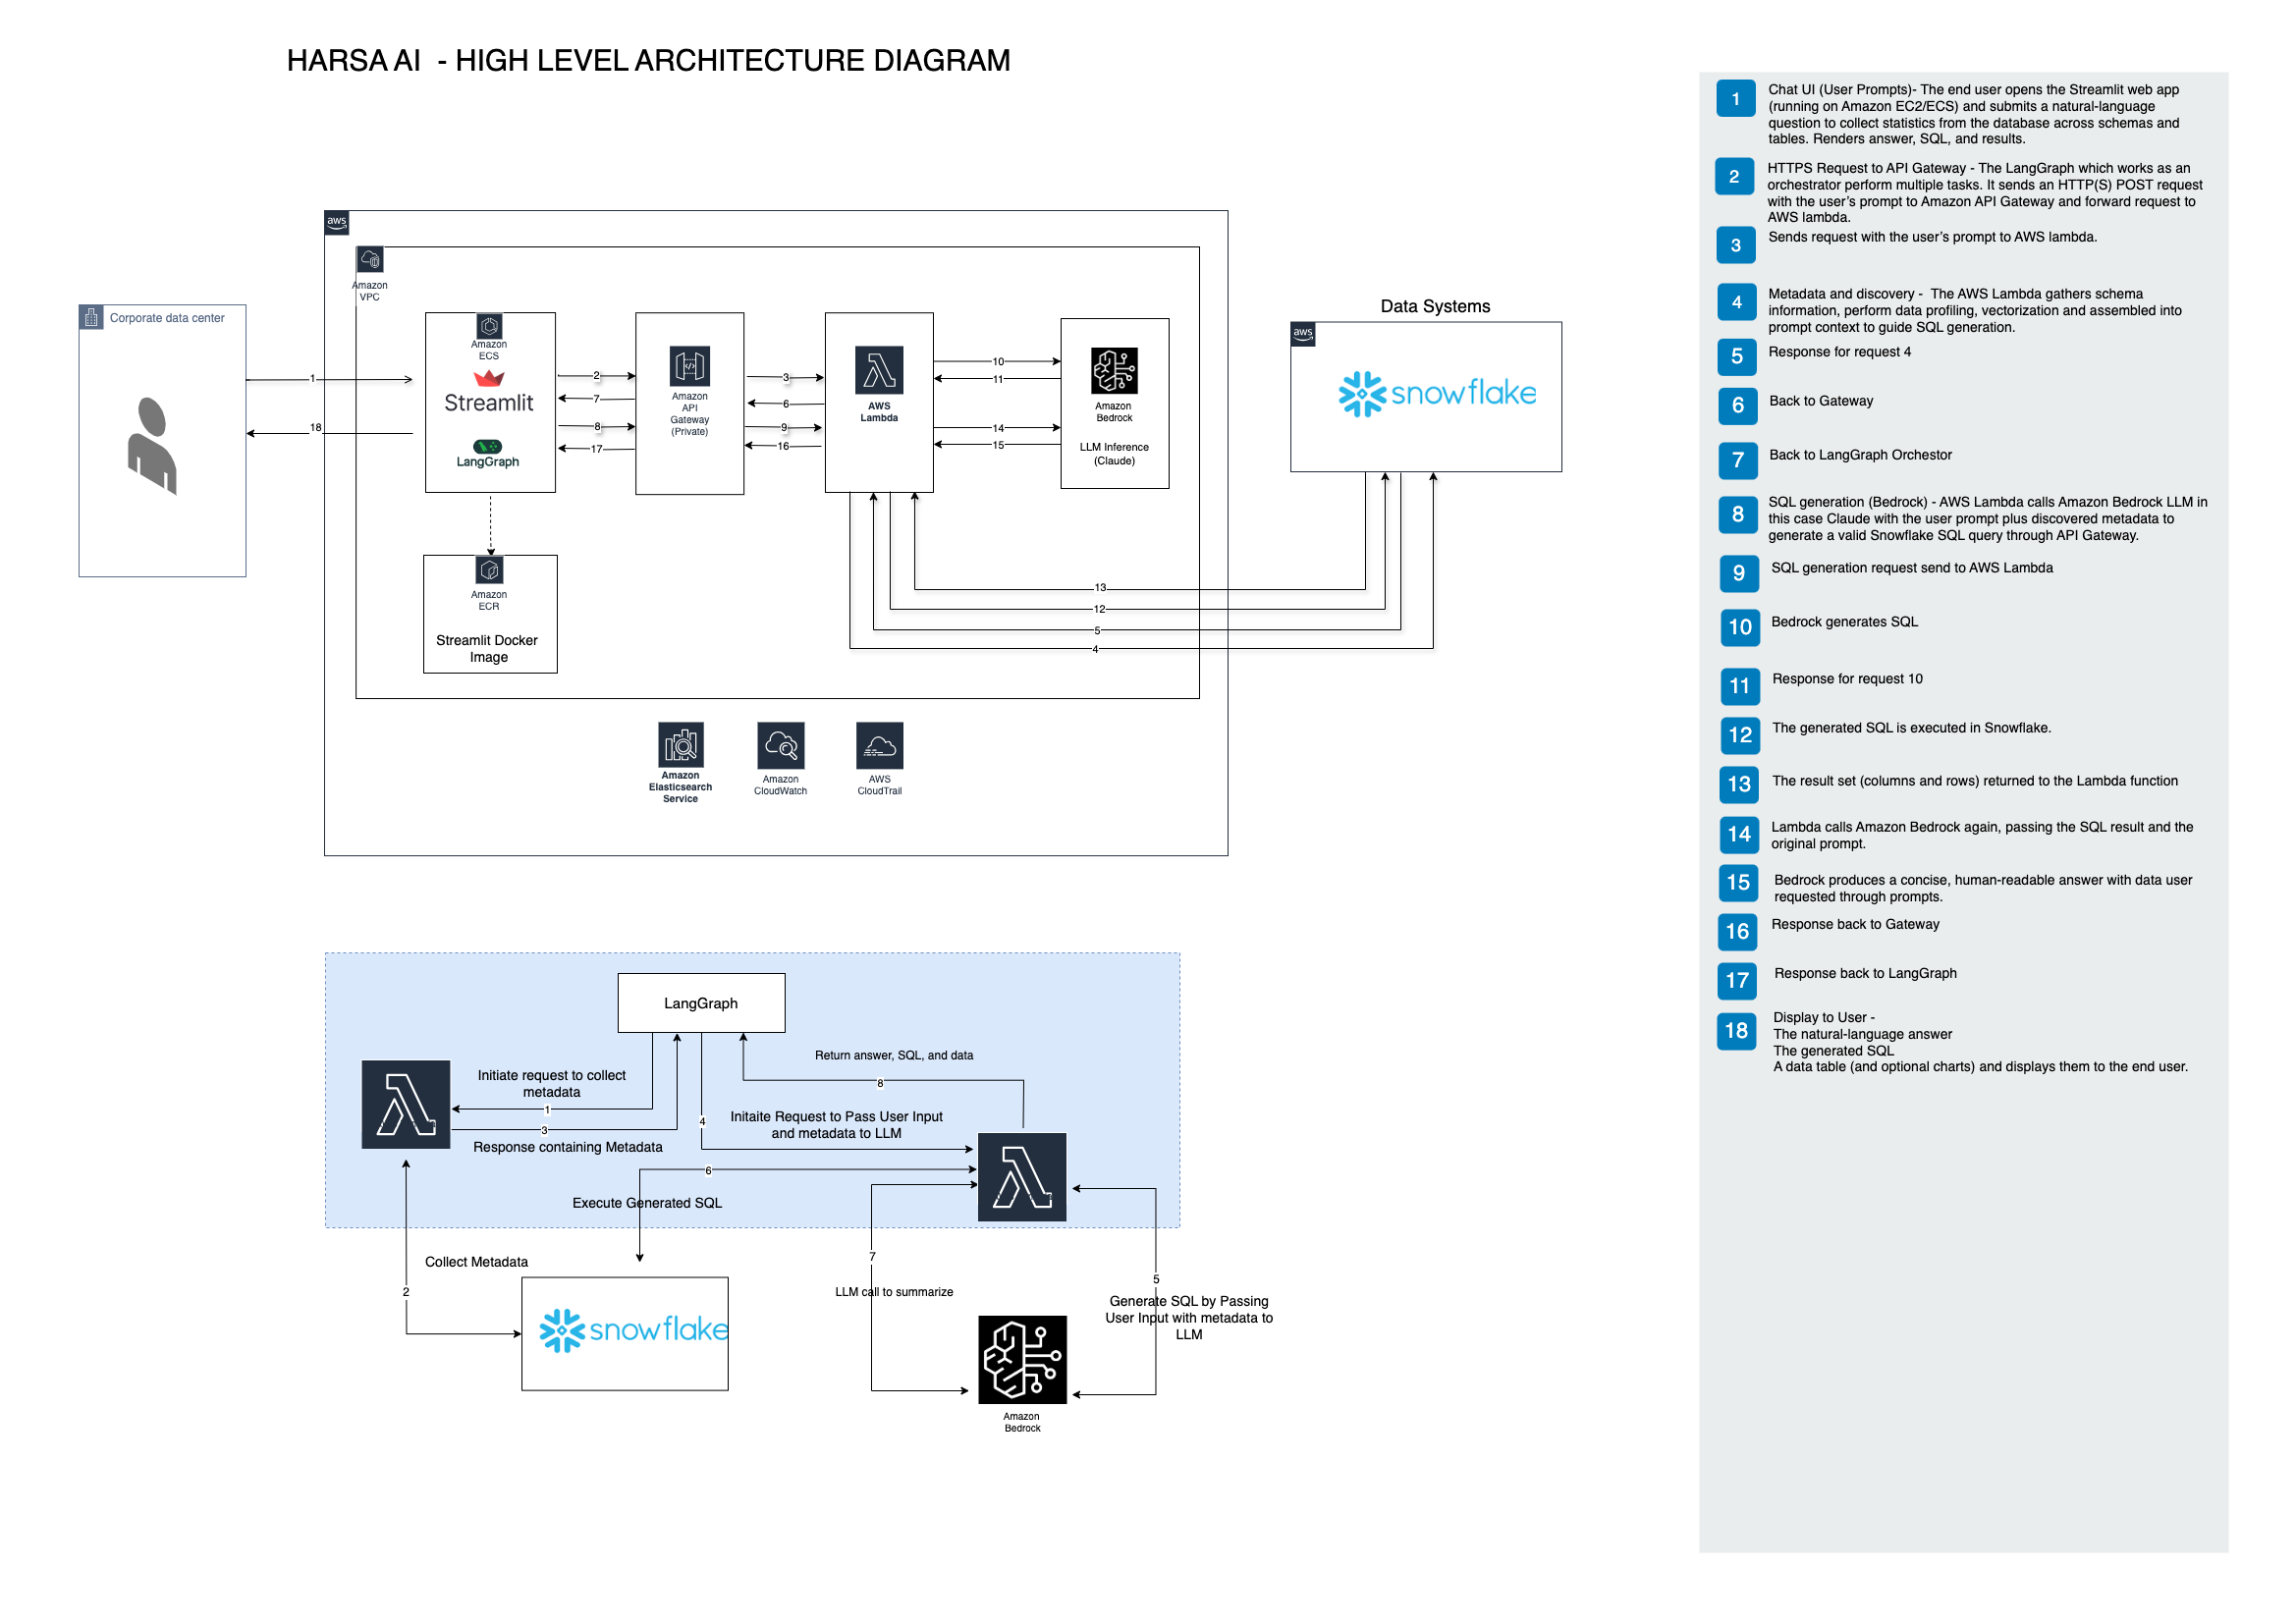 HARSA AI - HIGH LEVEL ARCHITECTURE DIAGRAM
aws
Amazon
VPC
Corporate data center
1
18
Amazon
ECS
Streamlit
LangGraph
2
7
8
17
Amazon
API
Gateway
(Private)
3
6
9
16
AWS
Lambda
10
11
14
15
Amazon
Bedrock
LLM Inference
(Claude)
Data Systems
aws
snowflake
13
12
5
4
Amazon
ECR
Streamlit Docker
Image
Amazon
Elasticsearch
Service
Amazon
CloudWatch
AWS
CloudTrail
LangGraph
Initiate request to collect
metadata
1
3
Response containing Metadata
Return answer, SQL, and data
8
4
Initaite Request to Pass User Input
and metadata to LLM
6
Execute Generated SQL
Collect Metadata
2
snowflake
7
LLM call to summarize
5
Generate SQL by Passing
User Input with metadata to
LLM
Amazon
Bedrock
1
Chat UI (User Prompts)- The end user opens the Streamlit web app
(running on Amazon EC2/ECS) and submits a natural-language
question to collect statistics from the database across schemas and
tables. Renders answer, SQL, and results.
2
HTTPS Request to API Gateway - The LangGraph which works as an
orchestrator perform multiple tasks. It sends an HTTP(S) POST request
with the user's prompt to Amazon API Gateway and forward request to
AWS lambda.
3
Sends request with the user's prompt to AWS lambda.
4
Metadata and discovery - The AWS Lambda gathers schema
information, perform data profiling, vectorization and assembled into
prompt context to guide SQL generation.
5
Response for request 4
6
Back to Gateway
7
Back to LangGraph Orchestor
8
SQL generation (Bedrock) - AWS Lambda calls Amazon Bedrock LLM in
this case Claude with the user prompt plus discovered metadata to
generate a valid Snowflake SQL query through API Gateway.
9
SQL generation request send to AWS Lambda
10
Bedrock generates SQL
11
Response for request 10
12
The generated SQL is executed in Snowflake.
13
The result set (columns and rows) returned to the Lambda function
14
Lambda calls Amazon Bedrock again, passing the SQL result and the
original prompt.
15
Bedrock produces a concise, human-readable answer with data user
requested through prompts.
16
Response back to Gateway
17
Response back to LangGraph
18
Display to User -
The natural-language answer
The generated SQL
A data table (and optional charts) and displays them to the end user.